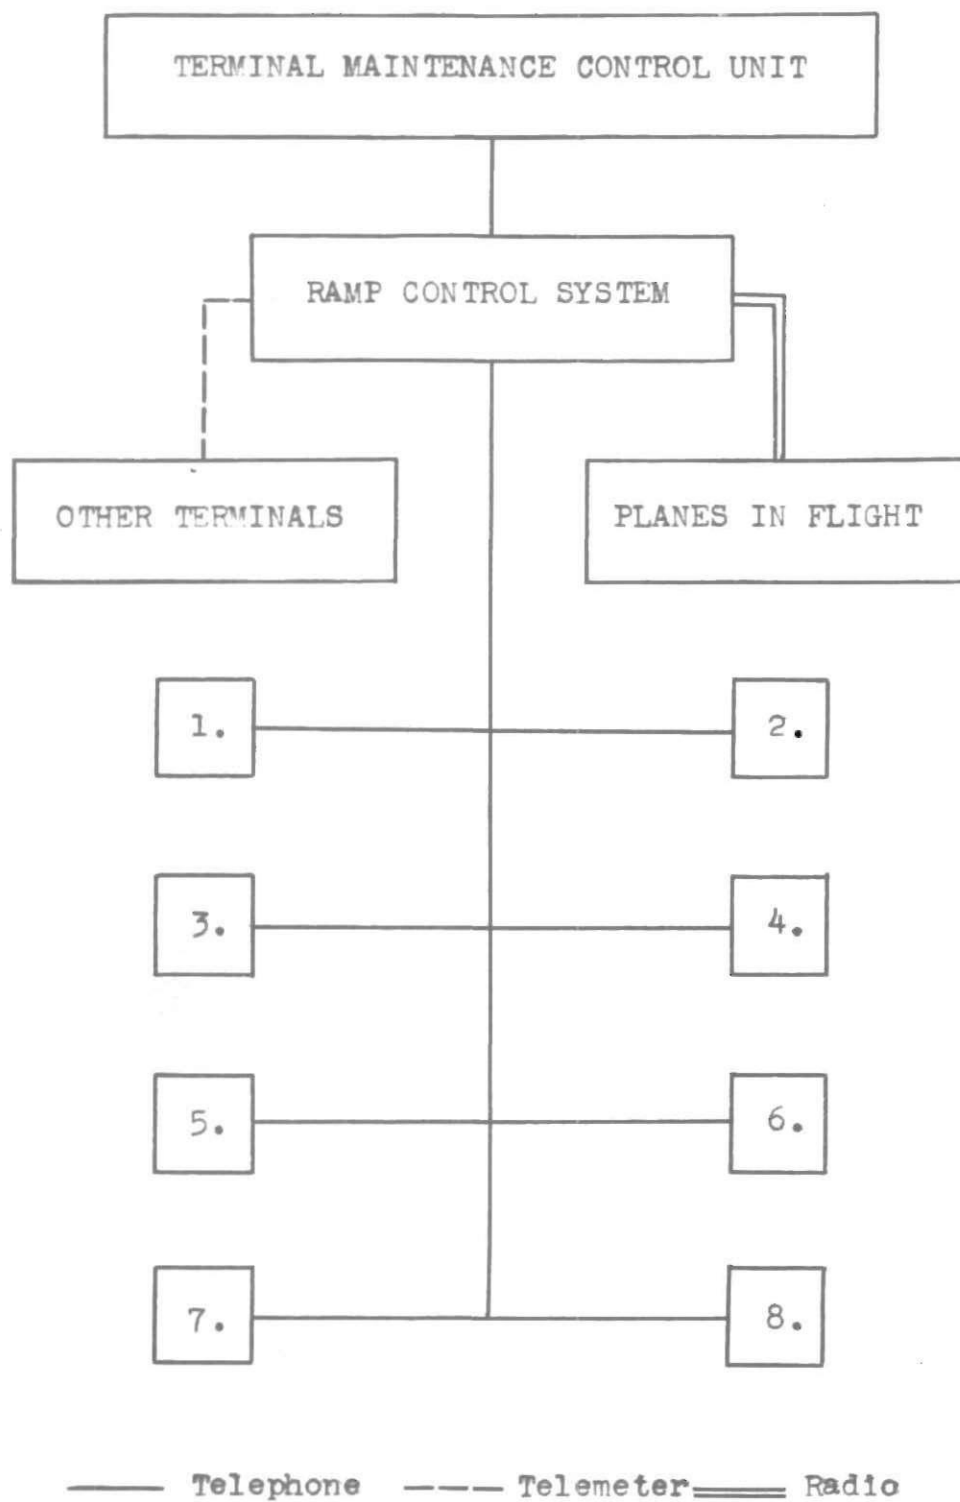 TERMINAL MAINTENANCE CONTROL UNIT
RAMP CONTROL SYSTEM
OTHER TERMINALS
PLANES IN FLIGHT
1.
2.
3.
4.
5.
6.
7.
8.
Telephone
Telemeter
Radio